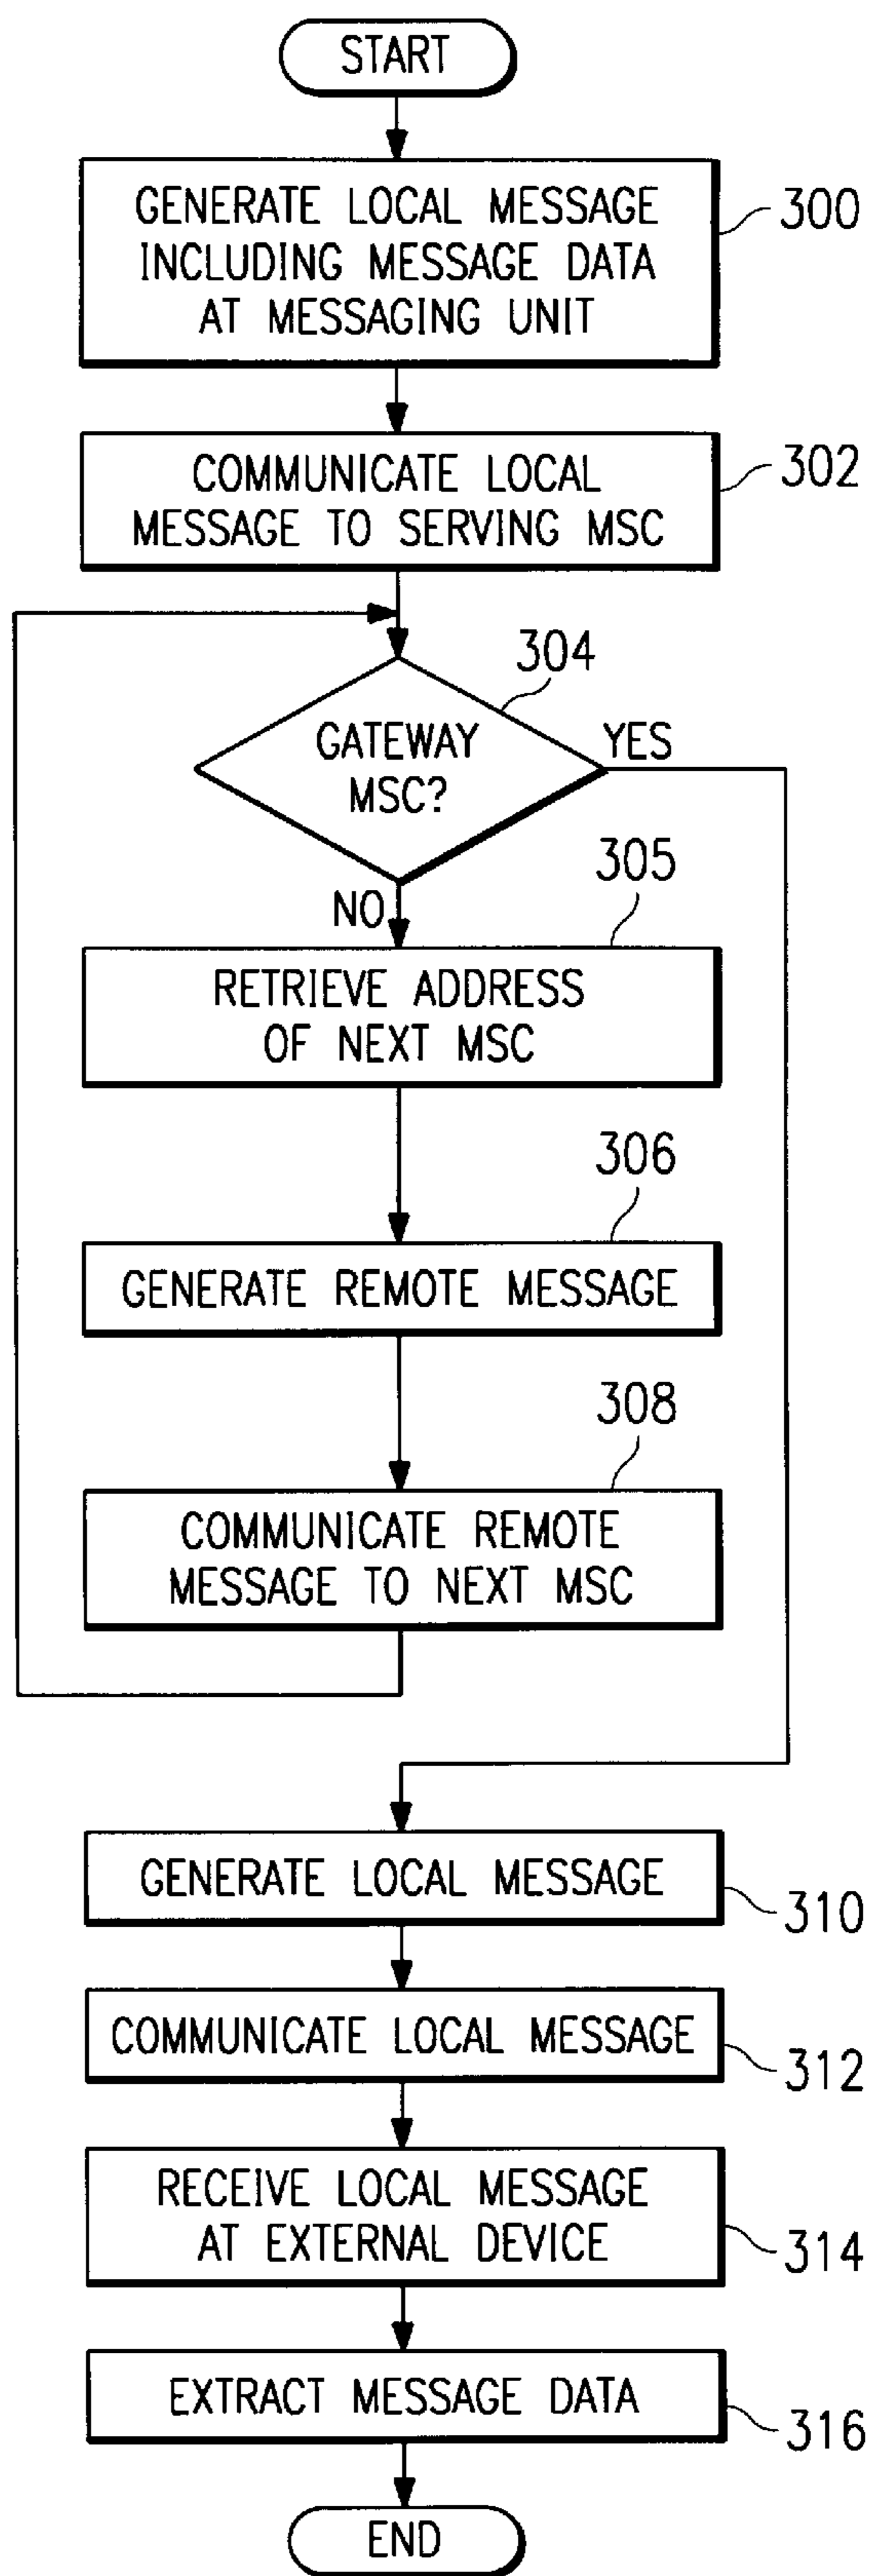 START
GENERATE LOCAL MESSAGE
INCLUDING MESSAGE DATA
AT MESSAGING UNIT
300
COMMUNICATE LOCAL
MESSAGE TO SERVING MSC
302
304
GATEWAY
MSC?
YES
NO
305
RETRIEVE ADDRESS
OF NEXT MSC
306
GENERATE REMOTE MESSAGE
308
COMMUNICATE REMOTE
MESSAGE TO NEXT MSC
GENERATE LOCAL MESSAGE
310
COMMUNICATE LOCAL MESSAGE
312
RECEIVE LOCAL MESSAGE
AT EXTERNAL DEVICE
314
EXTRACT MESSAGE DATA
316
END